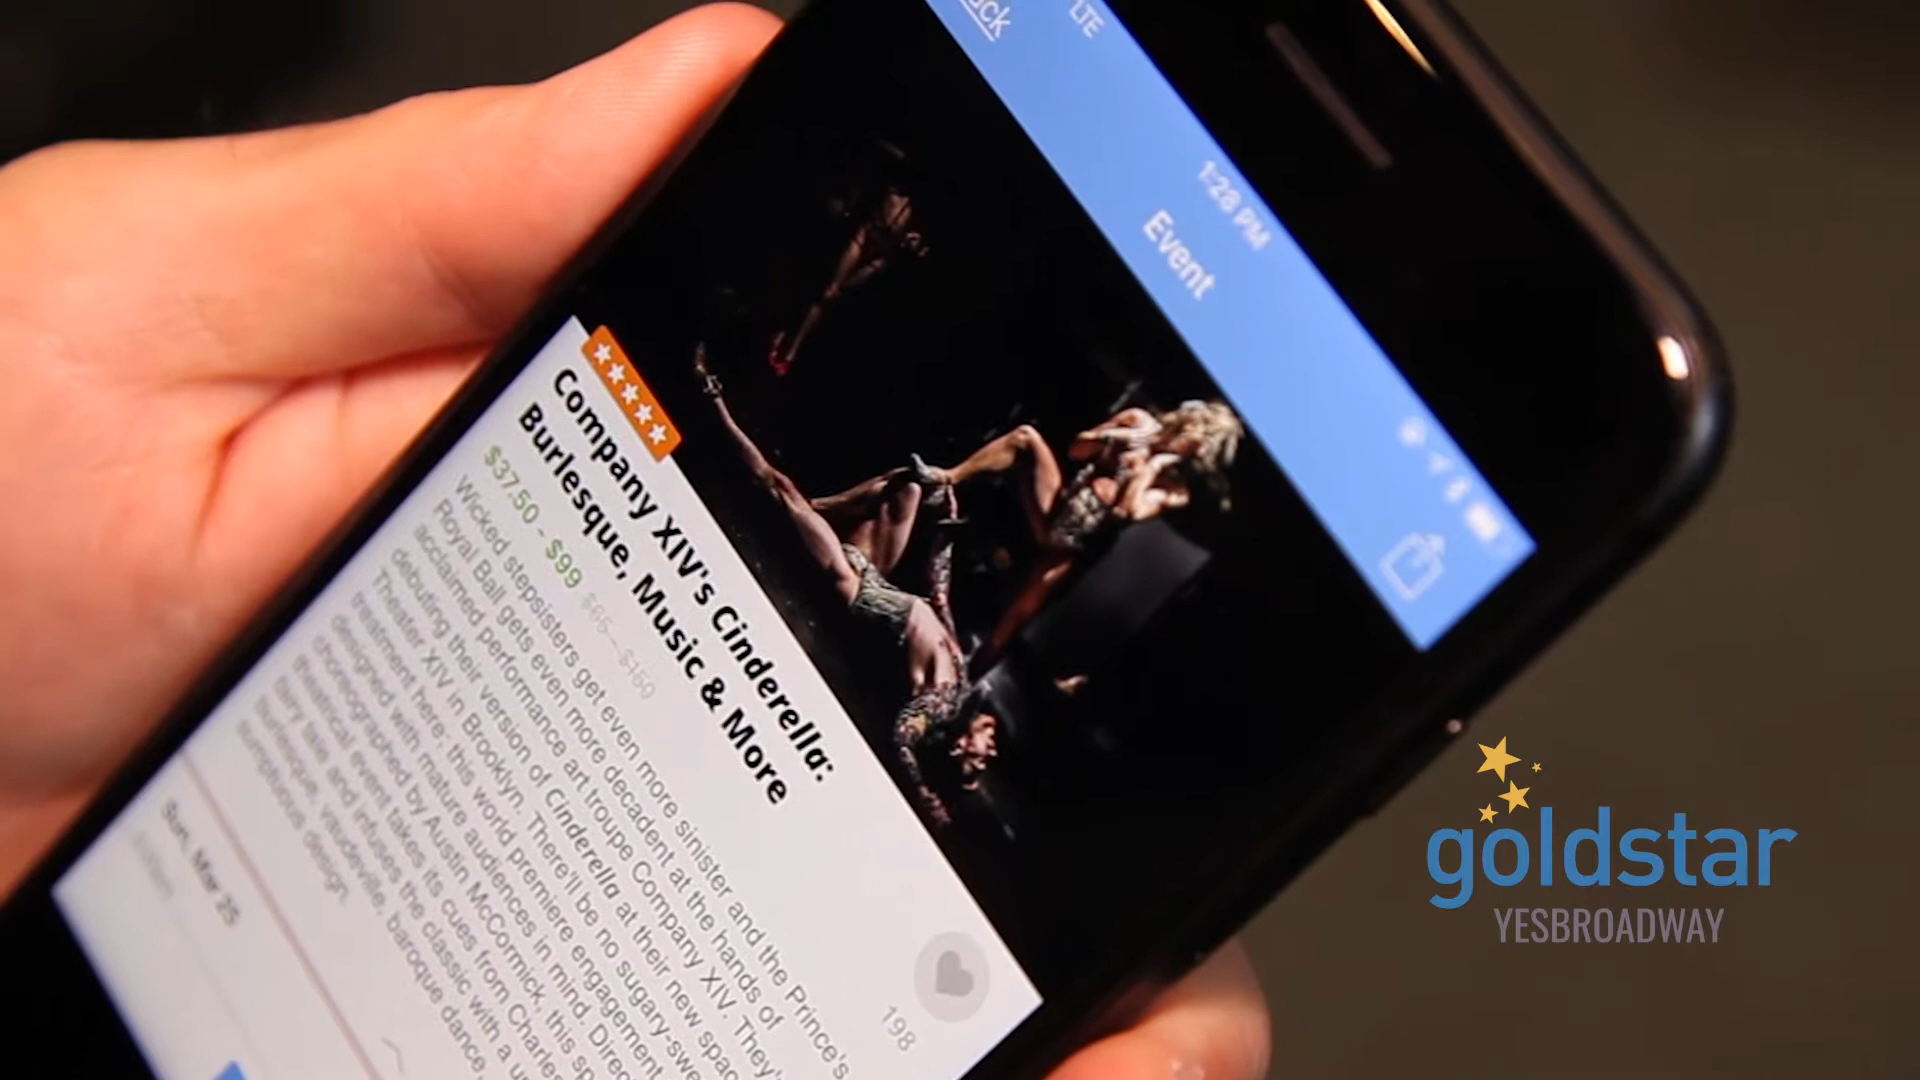 LTE
1:28 PM
Event
Company XIV's Cinderella:
Burlesque, Music & More
$37.50 - $99 $65 - $150
Wicked stepsisters get even more sinister and the Prince's
Royal Ball gets even more decadent at the hands of
acclaimed performance art troupe Company XIV. They're
debuting their version of Cinderella at their new space,
Theater XIV in Brooklyn. There'll be no sugary-sweet
treatment here; this world premiere engagement
designed with mature audiences in mind. Direc
choreographed by Austin McCormick, this sp
theatrical event takes its cues from Charles
fairy tale and infuses the classic with a u
burlesque, vaudeville, baroque dance,
sumptuous design.
198
Sun, Mar 25
goldstar
YESBROADWAY